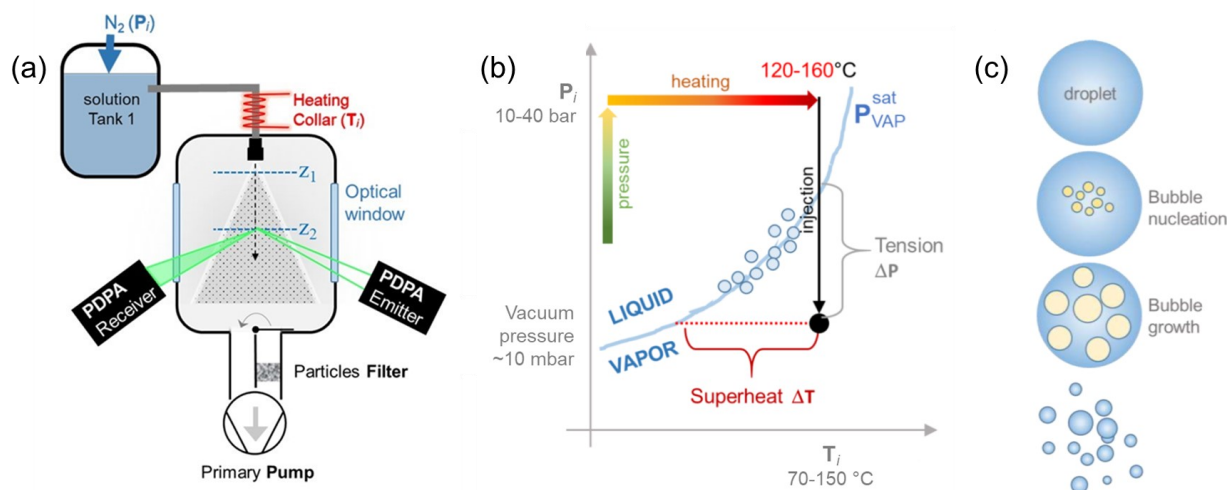 (a)
N₂ (Pᵢ)
solution
Tank 1
Heating
Collar (Tᵢ)
z₁
Optical
window
z₂
PDPA
Receiver
PDPA
Emitter
Particles Filter
Primary Pump
(b)
Pᵢ
10-40 bar
heating
120-160°C
P_VAP^sat
pressure
injection
Tension
ΔP
LIQUID
VAPOR
Vacuum
pressure
~10 mbar
Superheat ΔT
Tᵢ
70-150 °C
(c)
droplet
Bubble
nucleation
Bubble
growth